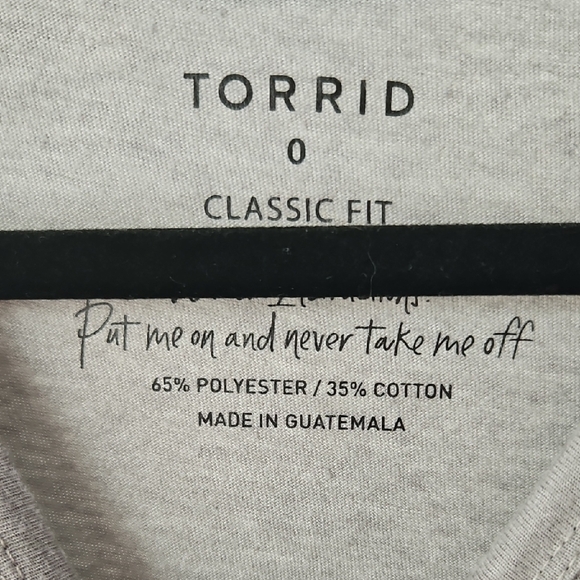 TORRID
0
CLASSIC FIT
Put me on and never take me off
65% POLYESTER / 35% COTTON
MADE IN GUATEMALA